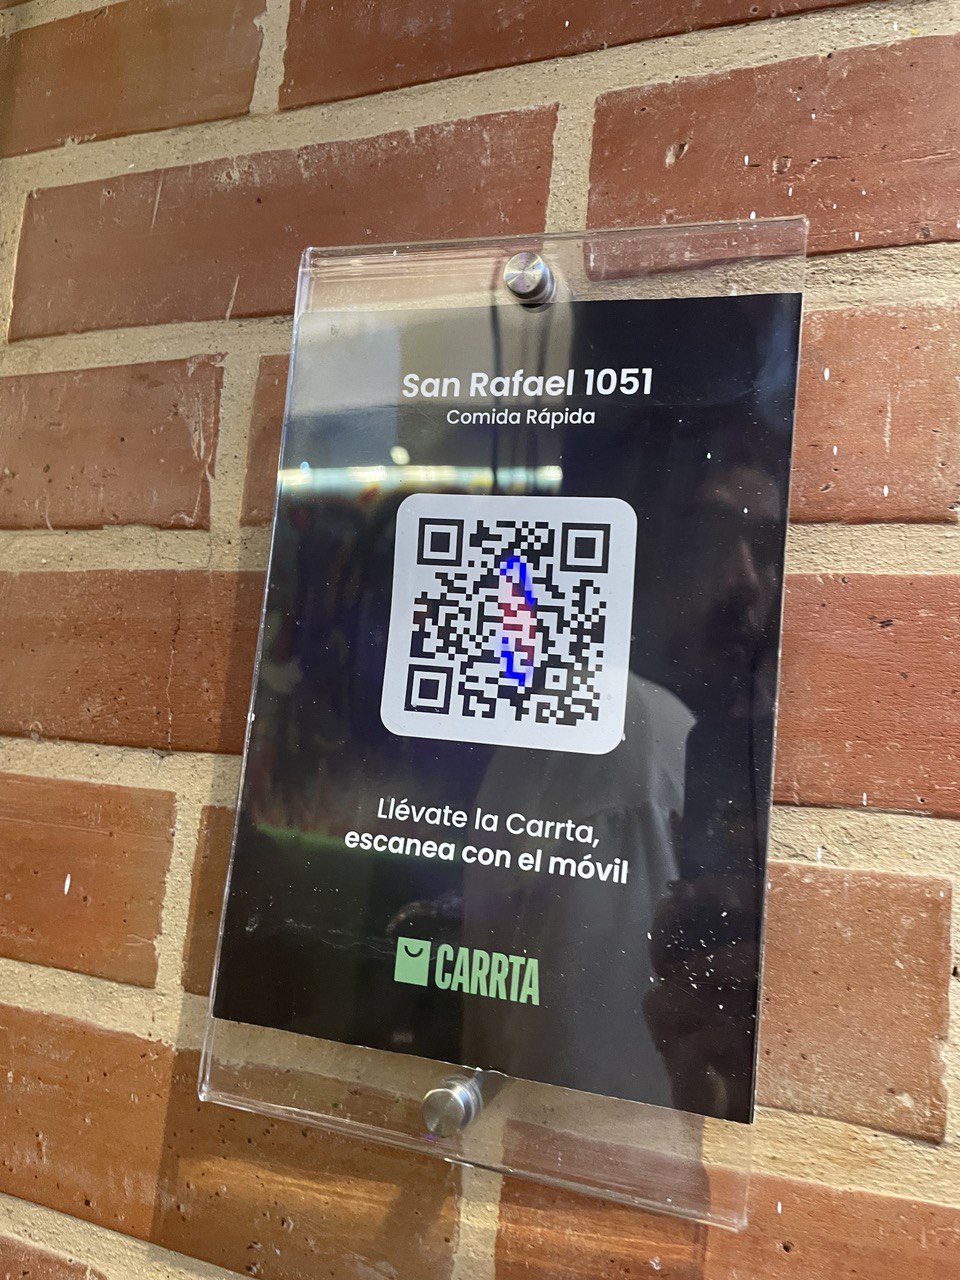 San Rafael 1051
Comida Rápida
Llévate la Carrta,
escanea con el móvil
CARRTA